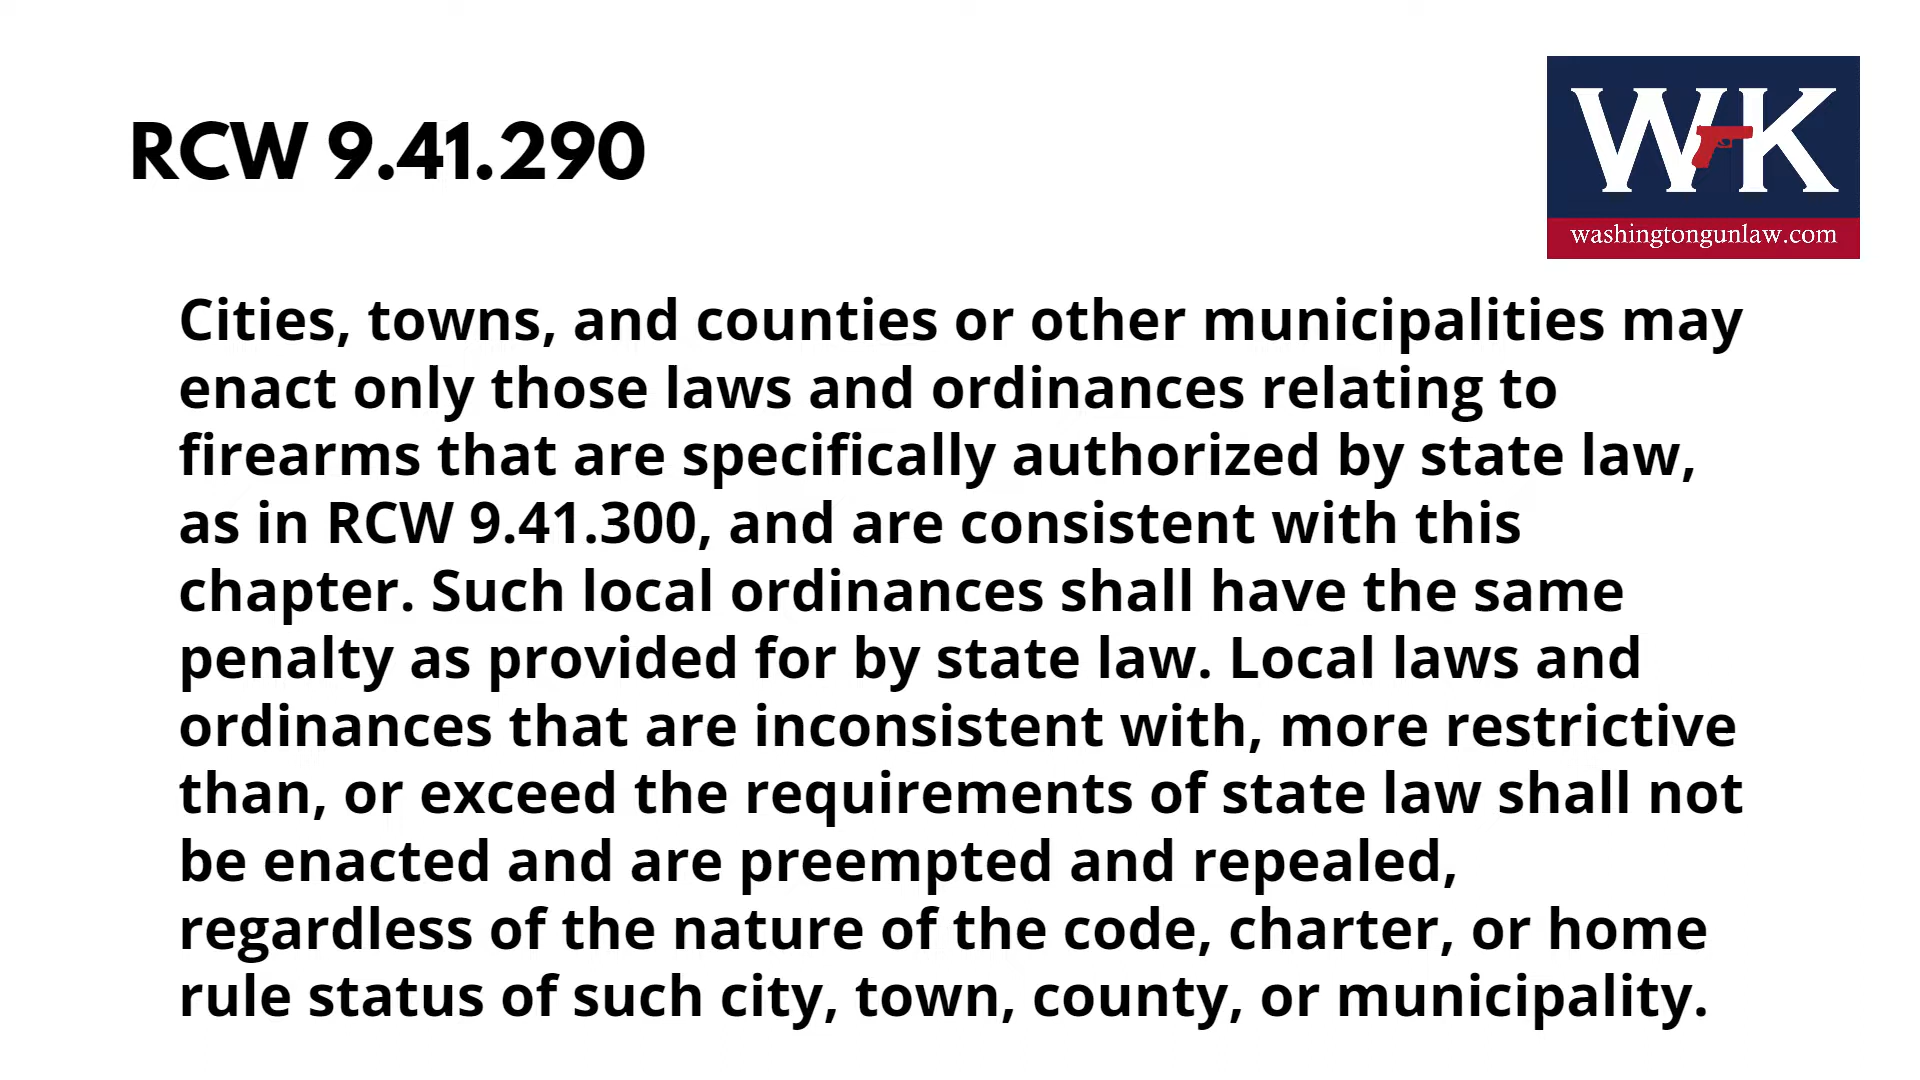 RCW 9.41.290
WK
washingtongunlaw.com
Cities, towns, and counties or other municipalities may
enact only those laws and ordinances relating to
firearms that are specifically authorized by state law,
as in RCW 9.41.300, and are consistent with this
chapter. Such local ordinances shall have the same
penalty as provided for by state law. Local laws and
ordinances that are inconsistent with, more restrictive
than, or exceed the requirements of state law shall not
be enacted and are preempted and repealed,
regardless of the nature of the code, charter, or home
rule status of such city, town, county, or municipality.